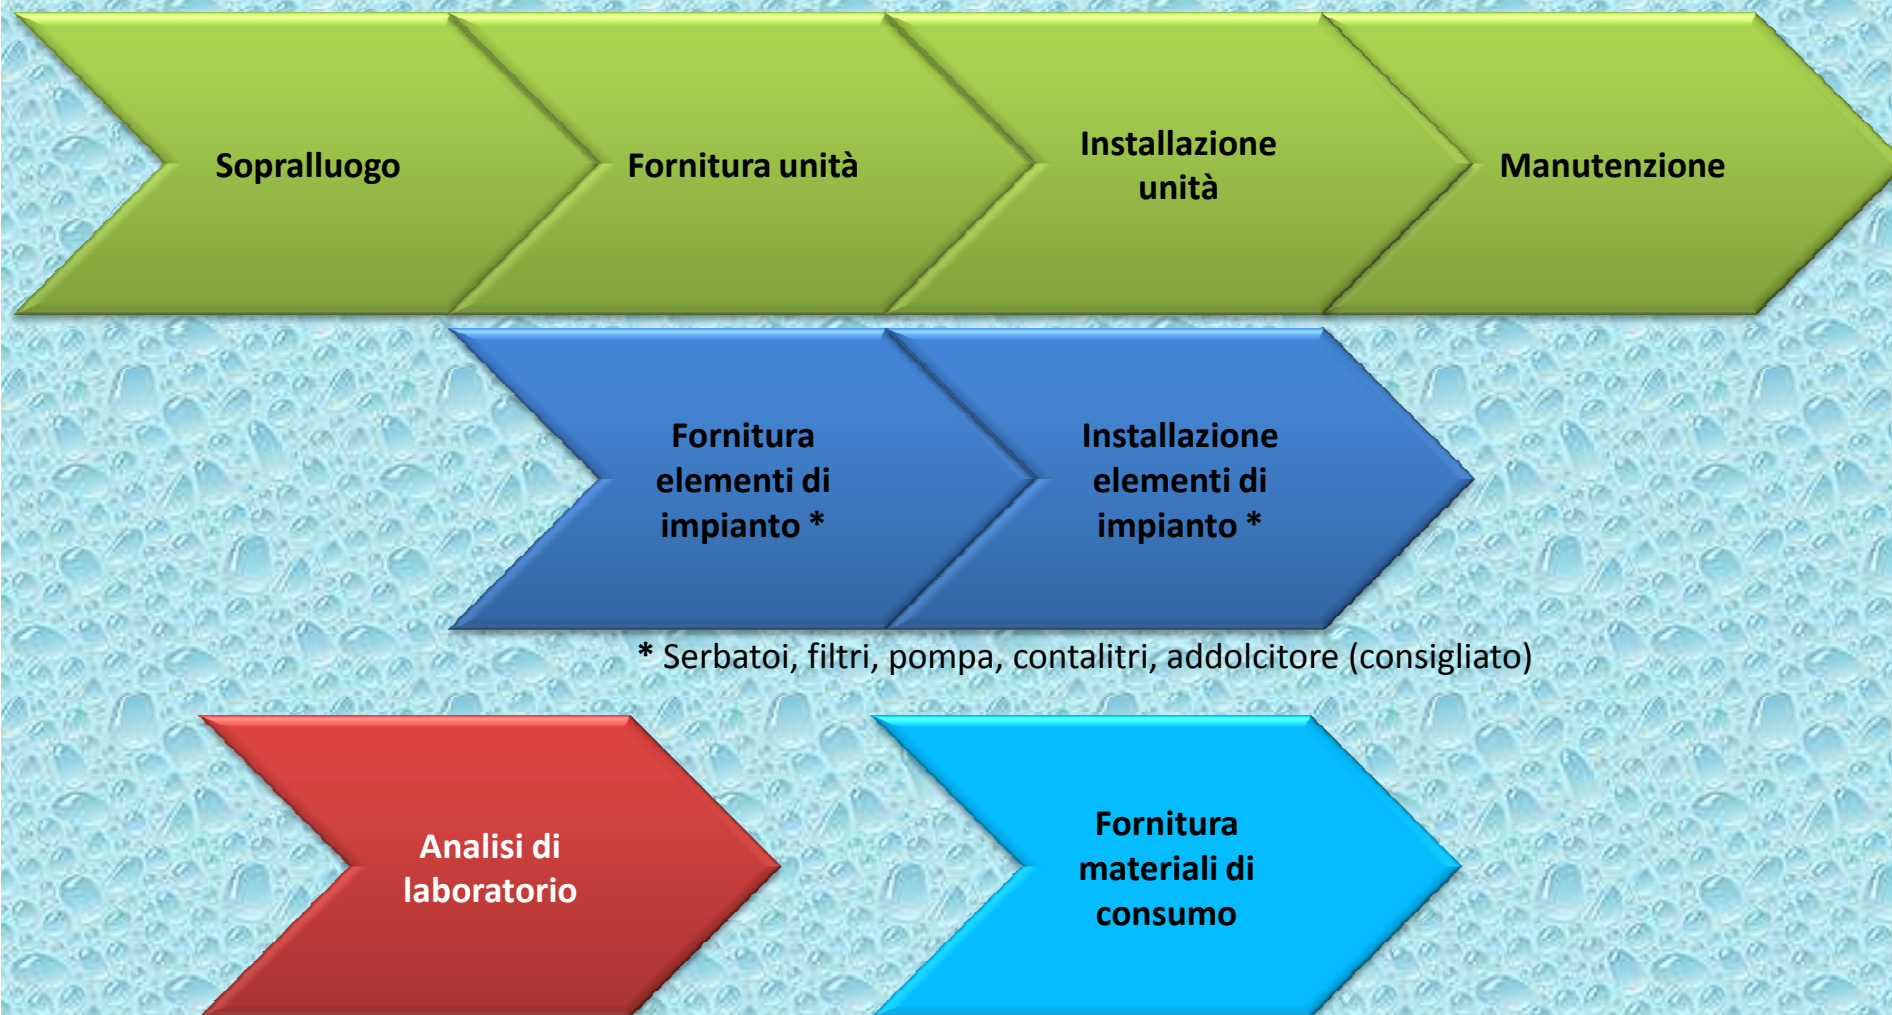 Sopralluogo
Fornitura unità
Installazione
unità
Manutenzione
Fornitura
elementi di
impianto *
Installazione
elementi di
impianto *
* Serbatoi, filtri, pompa, contalitri, addolcitore (consigliato)
Analisi di
laboratorio
Fornitura
materiali di
consumo